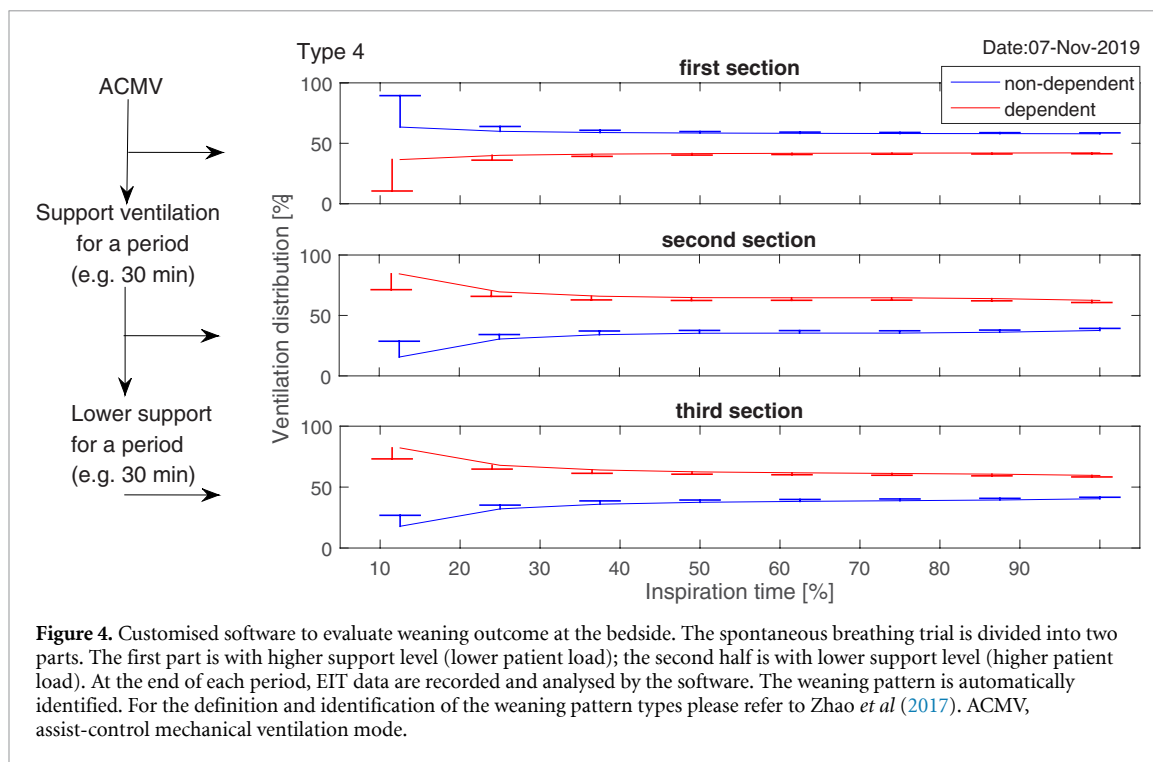 Type 4
Date:07-Nov-2019
ACMV
Support ventilation
for a period
(e.g. 30 min)
Lower support
for a period
(e.g. 30 min)
Ventilation distribution [%]
first section
non-dependent
dependent
100
50
0
second section
100
50
0
third section
100
50
0
10 20 30 40 50 60 70 80 90
Inspiration time [%]
Figure 4. Customised software to evaluate weaning outcome at the bedside. The spontaneous breathing trial is divided into two
parts. The first part is with higher support level (lower patient load); the second half is with lower support level (higher patient
load). At the end of each period, EIT data are recorded and analysed by the software. The weaning pattern is automatically
identified. For the definition and identification of the weaning pattern types please refer to Zhao et al (2017). ACMV,
assist-control mechanical ventilation mode.